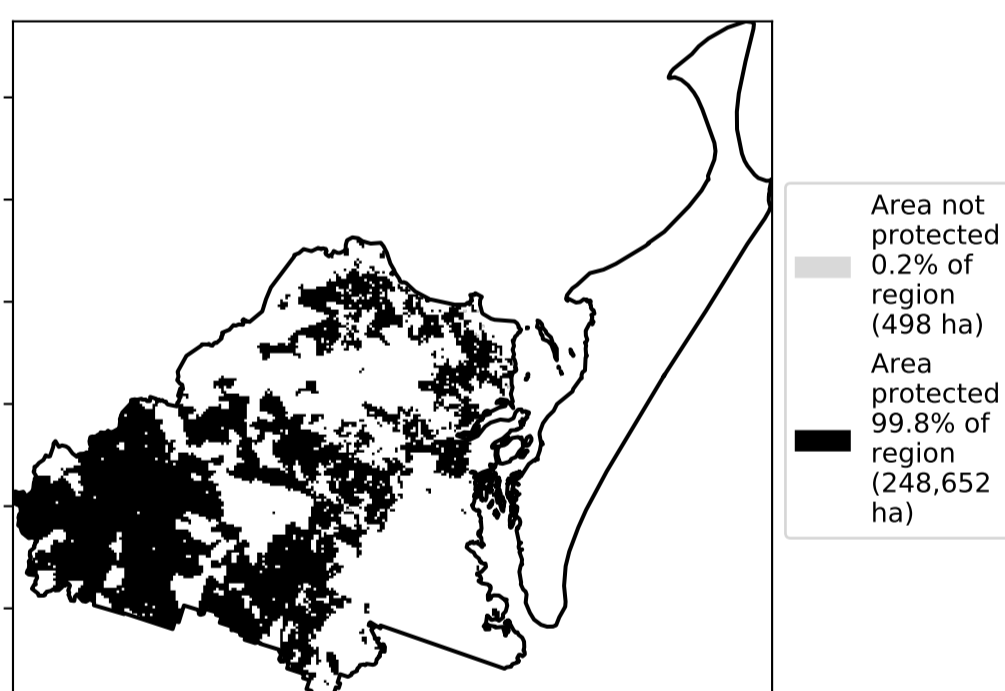 Area not
protected
0.2% of
region
(498 ha)
Area
protected
99.8% of
region
(248,652
ha)